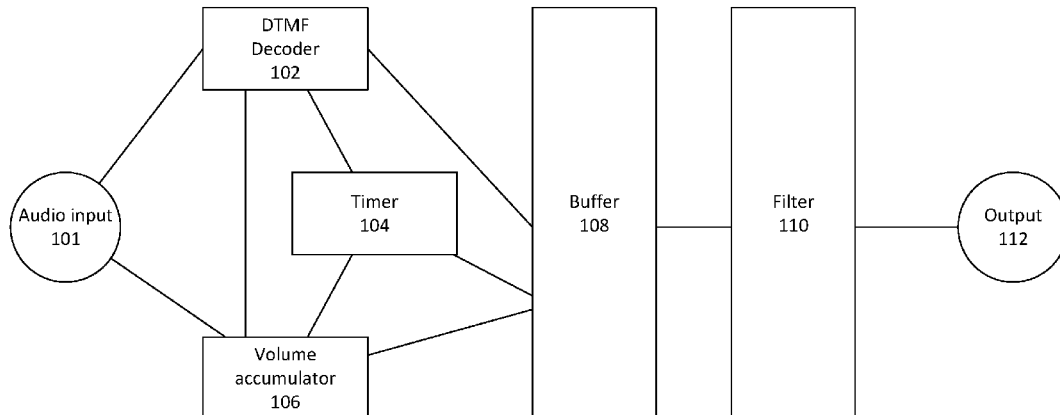 DTMF
Decoder
102
Audio input
101
Timer
104
Volume
accumulator
106
Buffer
108
Filter
110
Output
112